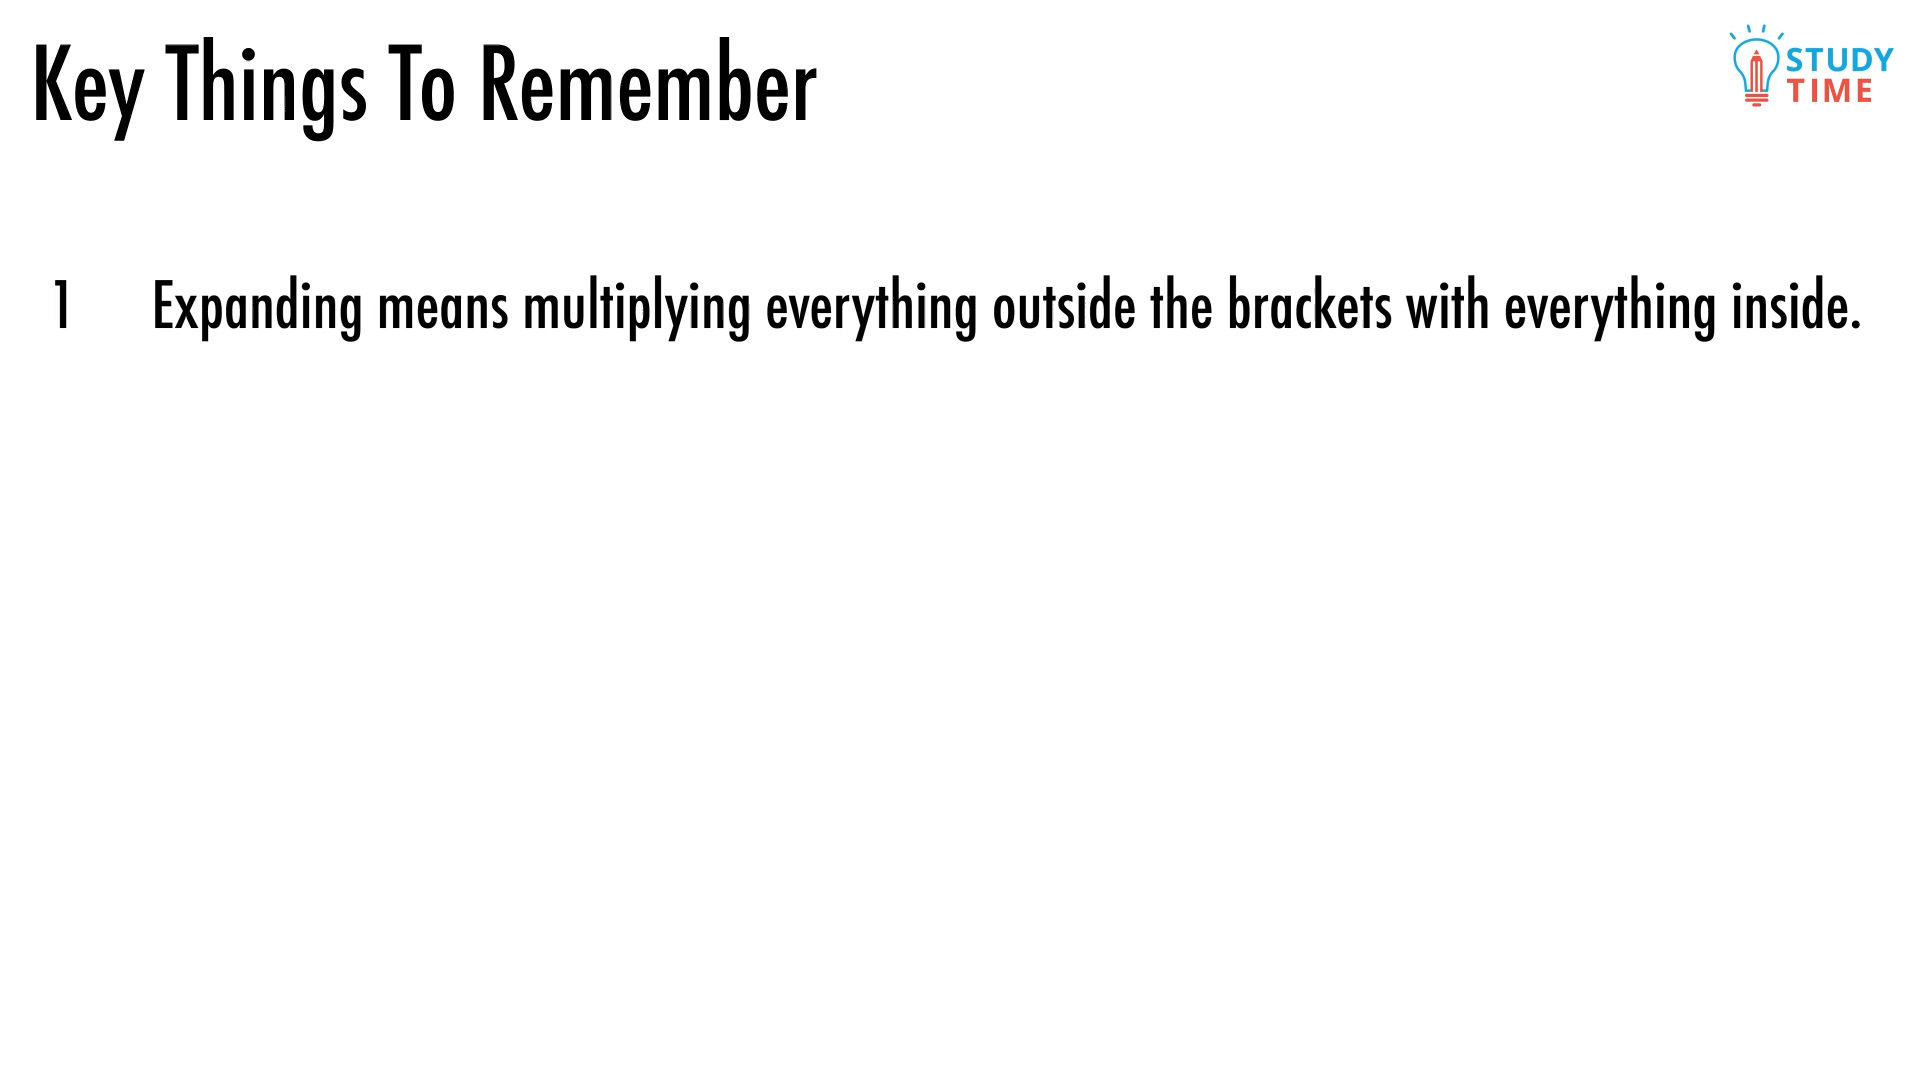 Key Things To Remember
STUDY
TIME
1 Expanding means multiplying everything outside the brackets with everything inside.